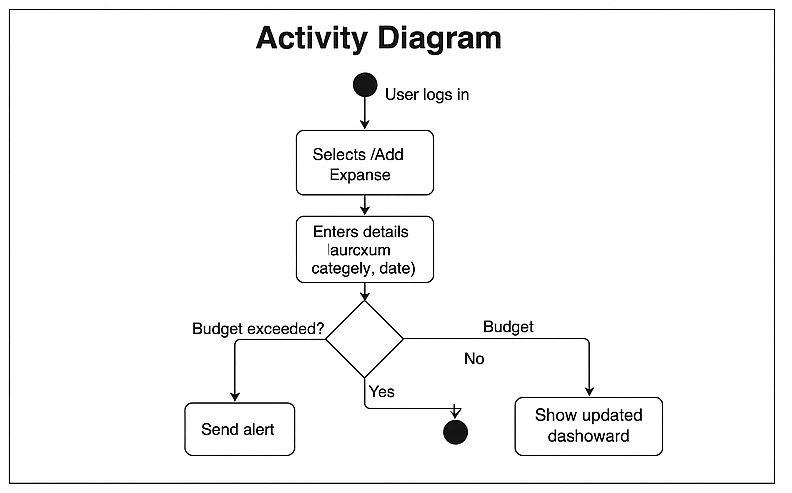 Activity Diagram
User logs in
Selects /Add
Expanse
Enters details
laurcxum
categely, date)
Budget exceeded?
Budget
No
Yes
Send alert
Show updated
dashoward